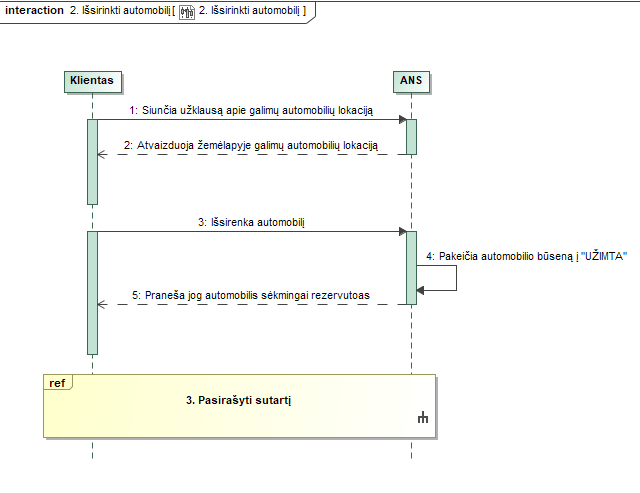 interaction 2. Išsirinkti automobilį [ 2. Išsirinkti automobilį ]
Klientas
ANS
1: Siunčia užklausą apie galimų automobilių lokaciją
2: Atvaizduoja žemėlapyje galimų automobilių lokaciją
3: Išsirenka automobilį
4: Pakeičia automobilio būseną į "UŽIMTA"
5: Praneša jog automobilis sėkmingai rezervutoas
ref
3. Pasirašyti sutartį